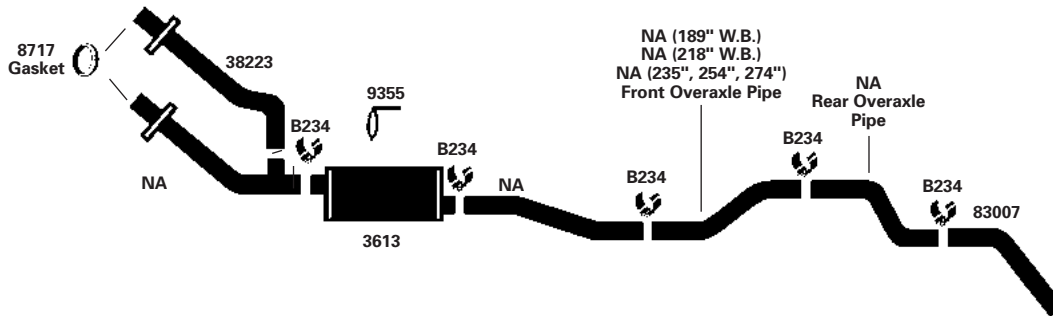 8717
Gasket
38223
NA
B234
9355
3613
B234
NA
B234
NA (189" W.B.)
NA (218" W.B.)
NA (235", 254", 274")
Front Overaxle Pipe
B234
NA
Rear Overaxle
Pipe
B234
83007